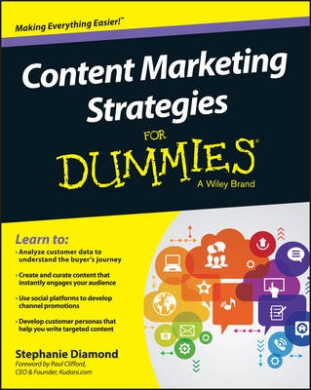 Making Everything Easier!™
Content Marketing
Strategies
FOR
DUMMIES®
A Wiley Brand
Learn to:
• Analyze customer data to
understand the buyer's journey
• Create and curate content that
instantly engages your audience
• Use social platforms to develop
channel promotions
• Develop customer personas that
help you write targeted content
Stephanie Diamond
Foreword by Paul Clifford,
CEO & Founder, Kudani.com